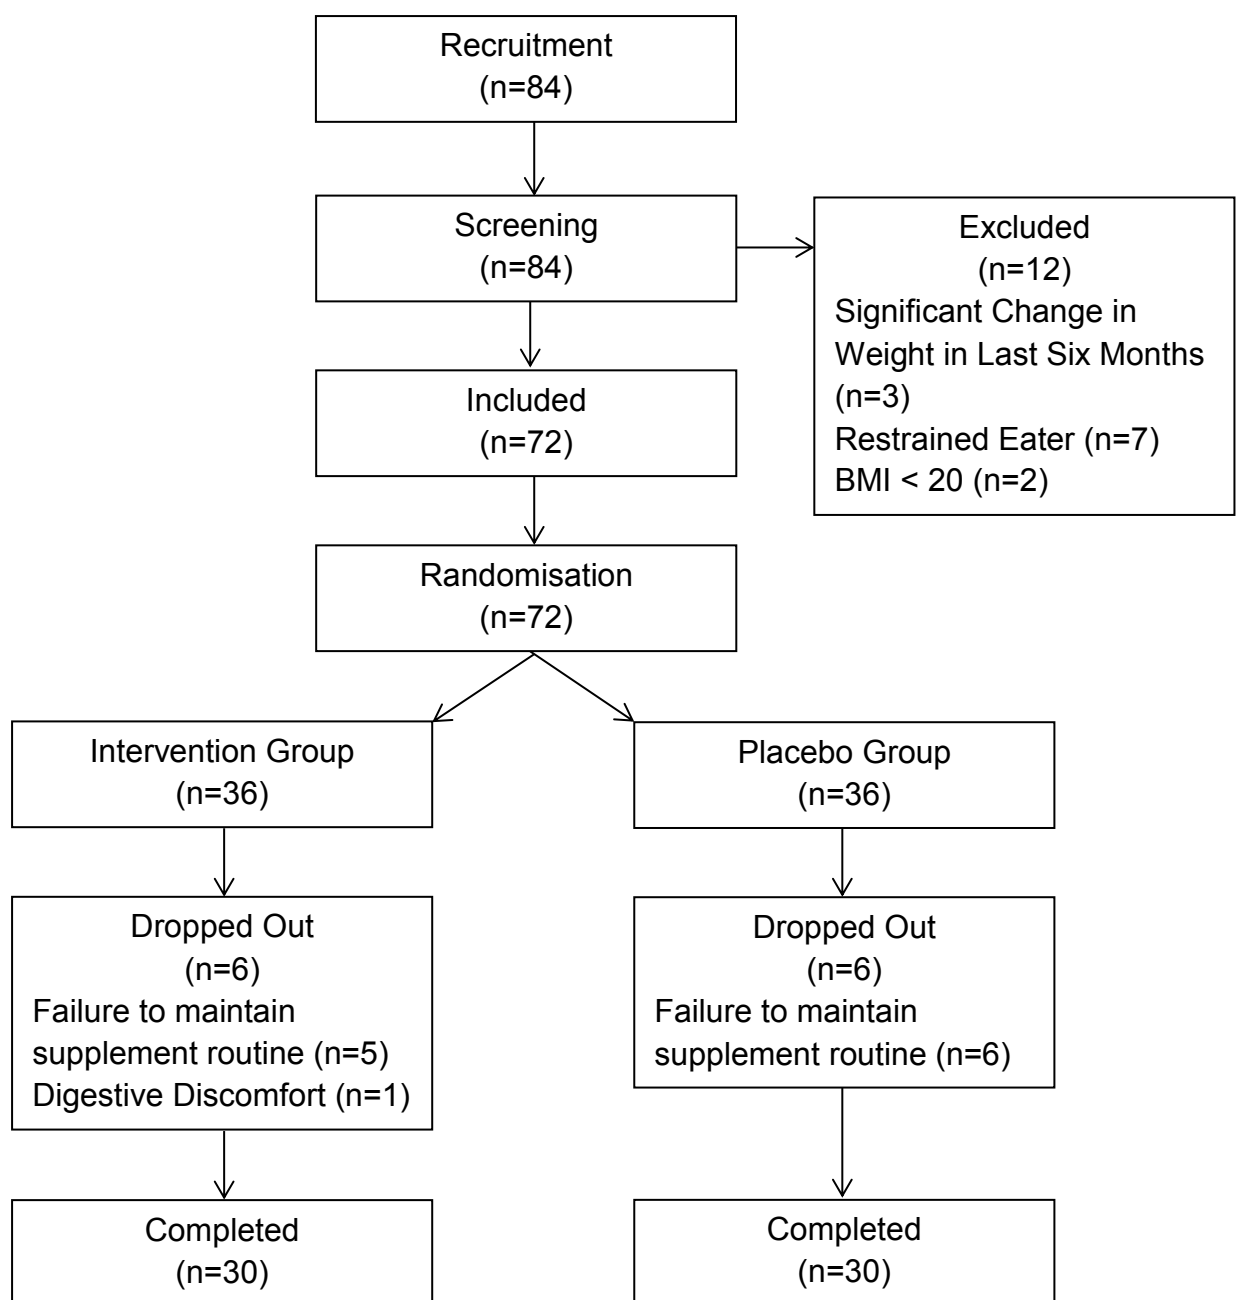 Recruitment
(n=84)
Screening
(n=84)
Excluded
(n=12)
Significant Change in
Weight in Last Six Months
(n=3)
Restrained Eater (n=7)
BMI < 20 (n=2)
Included
(n=72)
Randomisation
(n=72)
Intervention Group
(n=36)
Placebo Group
(n=36)
Dropped Out
(n=6)
Failure to maintain
supplement routine (n=5)
Digestive Discomfort (n=1)
Dropped Out
(n=6)
Failure to maintain
supplement routine (n=6)
Completed
(n=30)
Completed
(n=30)